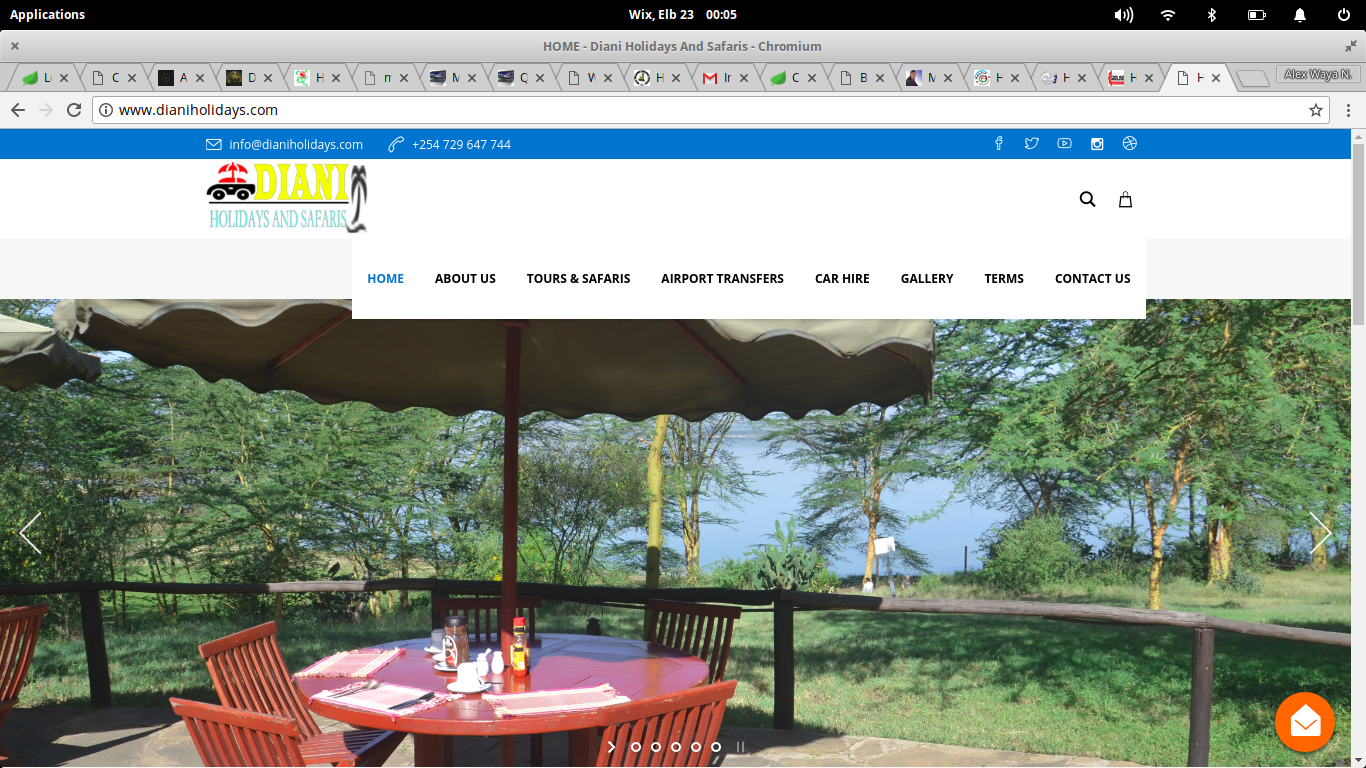 Applications
Wix, Elb 23 00:05
HOME - Diani Holidays And Safaris - Chromium
L C A D H m M Q W H In C B M H H H H
Alex Waya N.
www.dianiholidays.com
info@dianiholidays.com +254 729 647 744
DIANI
HOLIDAYS AND SAFARIS
HOME ABOUT US TOURS & SAFARIS AIRPORT TRANSFERS CAR HIRE GALLERY TERMS CONTACT US